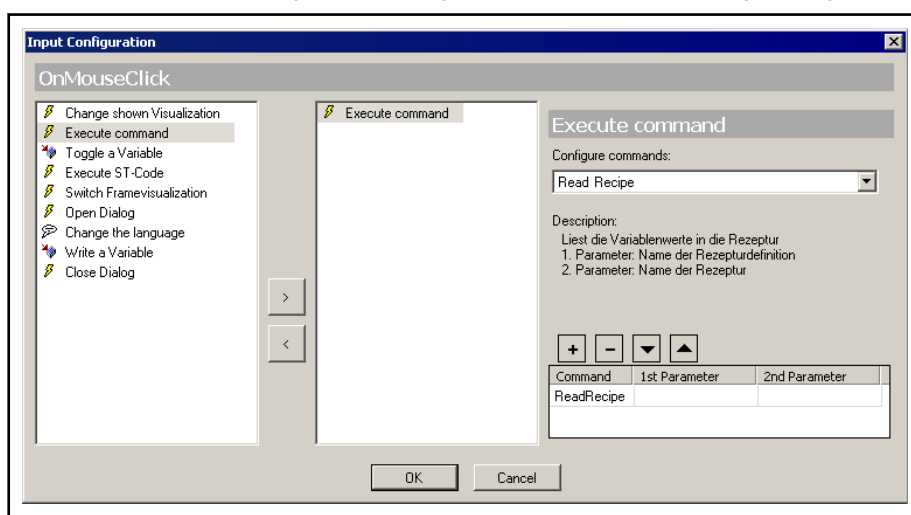 Input Configuration
OnMouseClick
Change shown Visualization
Execute command
Toggle a Variable
Execute ST-Code
Switch Framevisualization
Open Dialog
Change the language
Write a Variable
Close Dialog
>
<
Execute command
Execute command
Configure commands:
Read Recipe
Description:
Liest die Variablenwerte in die Rezeptur
1. Parameter: Name der Rezepturdefinition
2. Parameter: Name der Rezeptur
Command 1st Parameter 2nd Parameter
ReadRecipe
OK Cancel